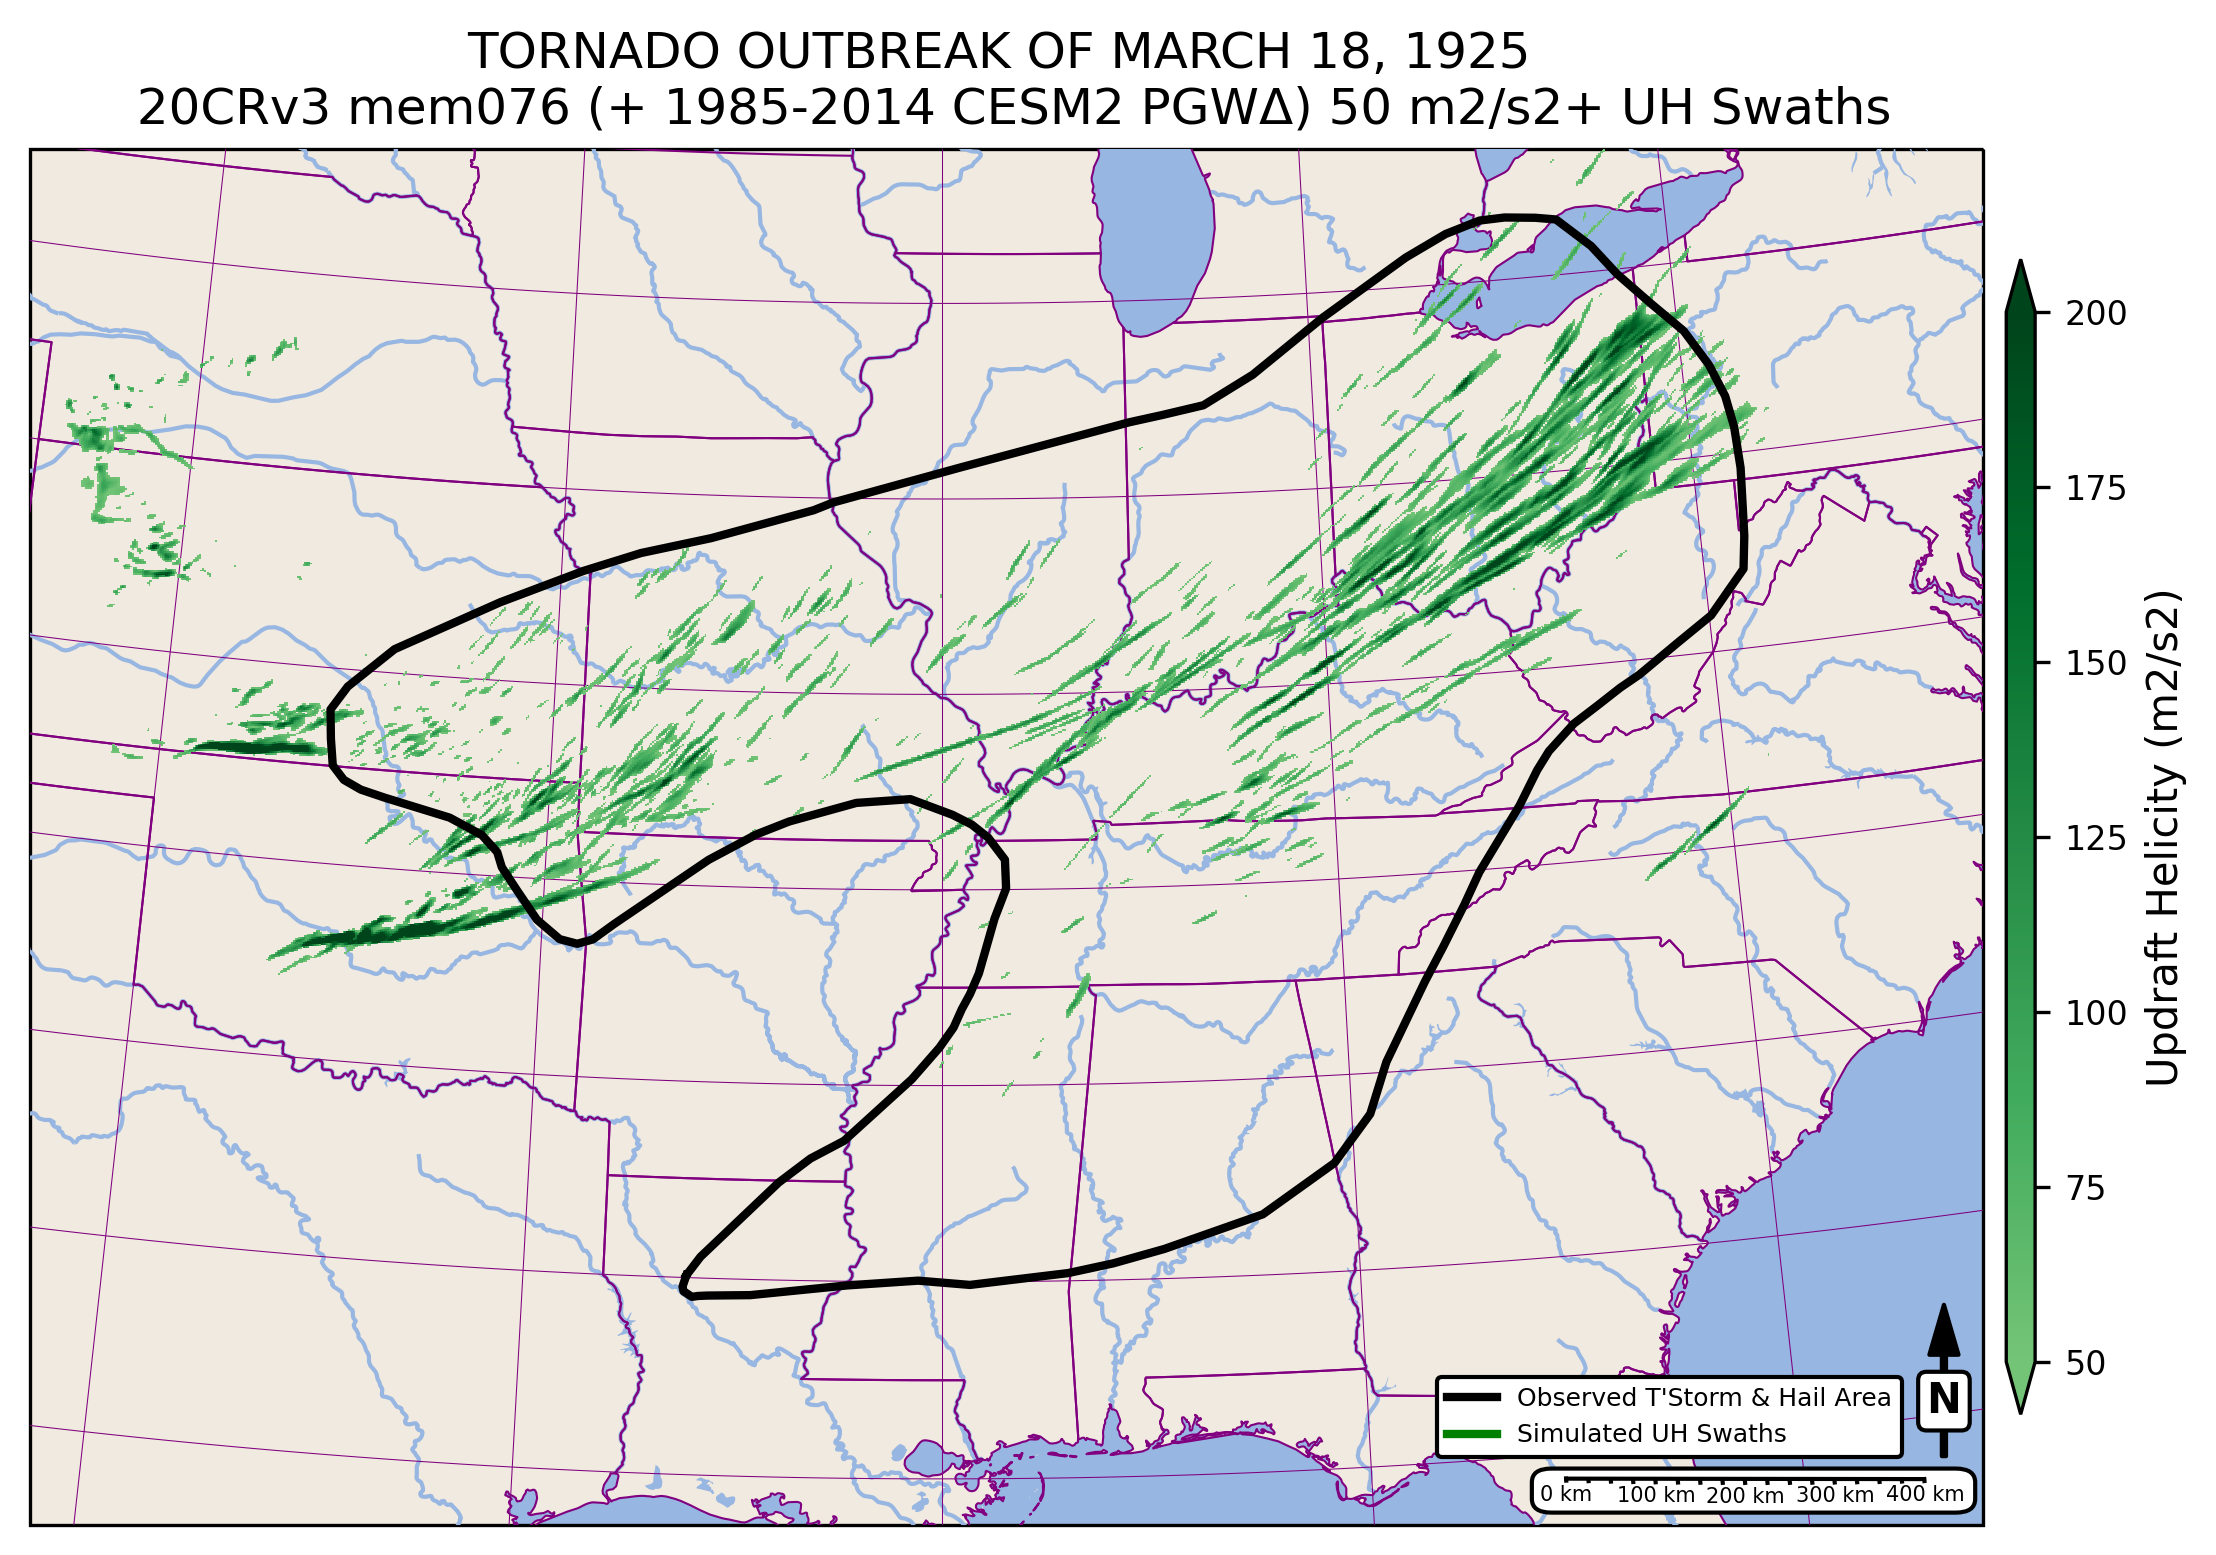 TORNADO OUTBREAK OF MARCH 18, 1925
20CRv3 mem076 (+ 1985-2014 CESM2 PGWΔ) 50 m2/s2+ UH Swaths
200
175
150
125
100
75
50
Updraft Helicity (m2/s2)
N
Observed T'Storm & Hail Area
Simulated UH Swaths
0 km 100 km 200 km 300 km 400 km